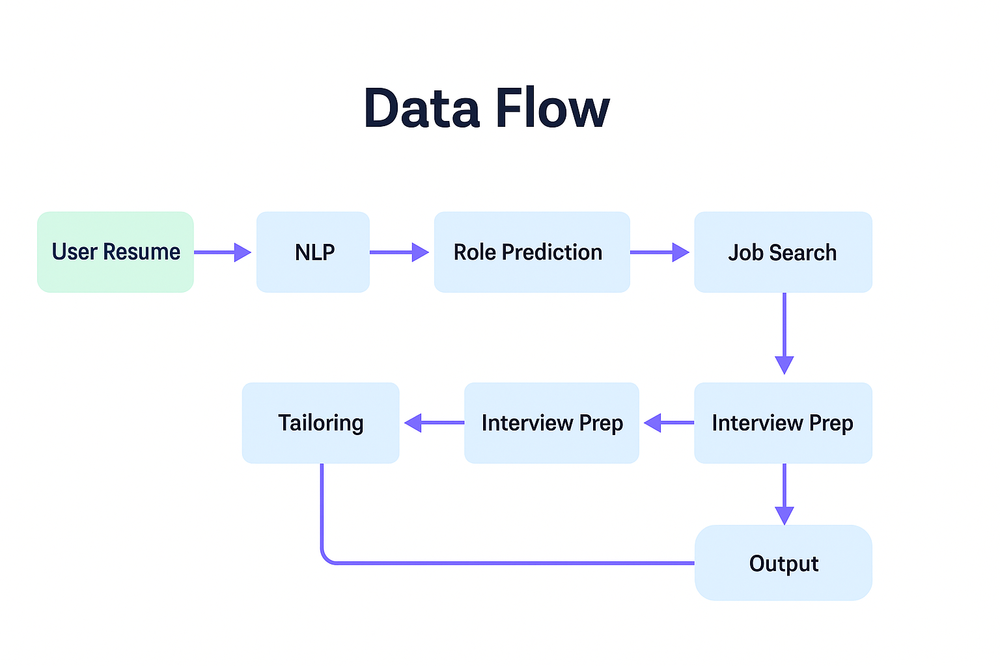 Data Flow
User Resume
NLP
Role Prediction
Job Search
Tailoring
Interview Prep
Interview Prep
Output